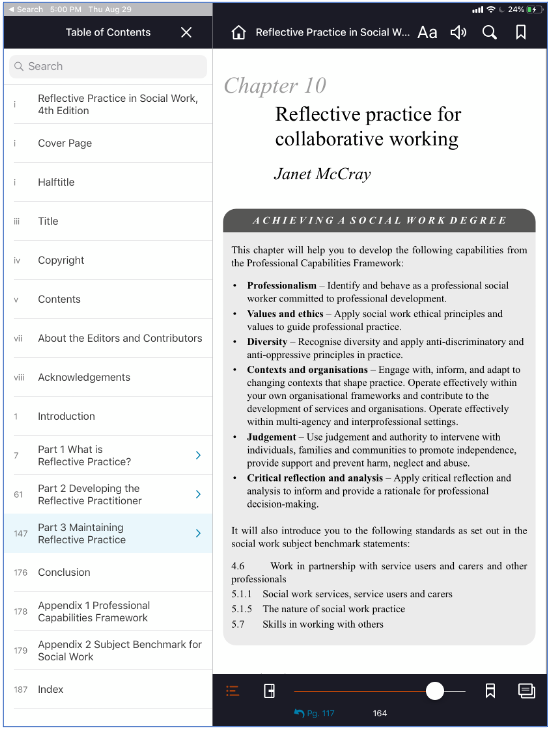 Search 5:00 PM Thu Aug 29
24%
Table of Contents
Reflective Practice in Social W... Aa
Search
i Reflective Practice in Social Work,
4th Edition
i Cover Page
i Halftitle
iii Title
iv Copyright
v Contents
vii About the Editors and Contributors
viii Acknowledgements
1 Introduction
7 Part 1 What is
Reflective Practice?
61 Part 2 Developing the
Reflective Practitioner
147 Part 3 Maintaining
Reflective Practice
176 Conclusion
178 Appendix 1 Professional
Capabilities Framework
179 Appendix 2 Subject Benchmark for
Social Work
187 Index
Chapter 10
Reflective practice for
collaborative working
Janet McCray
ACHIEVING A SOCIAL WORK DEGREE
This chapter will help you to develop the following capabilities from
the Professional Capabilities Framework:
• Professionalism – Identify and behave as a professional social
worker committed to professional development.
• Values and ethics – Apply social work ethical principles and
values to guide professional practice.
• Diversity – Recognise diversity and apply anti-discriminatory and
anti-oppressive principles in practice.
• Contexts and organisations – Engage with, inform, and adapt to
changing contexts that shape practice. Operate effectively within
your own organisational frameworks and contribute to the
development of services and organisations. Operate effectively
within multi-agency and interprofessional settings.
• Judgement – Use judgement and authority to intervene with
individuals, families and communities to promote independence,
provide support and prevent harm, neglect and abuse.
• Critical reflection and analysis – Apply critical reflection and
analysis to inform and provide a rationale for professional
decision-making.
It will also introduce you to the following standards as set out in the
social work subject benchmark statements:
4.6 Work in partnership with service users and carers and other
professionals
5.1.1 Social work services, service users and carers
5.1.5 The nature of social work practice
5.7 Skills in working with others
Pg. 117
164